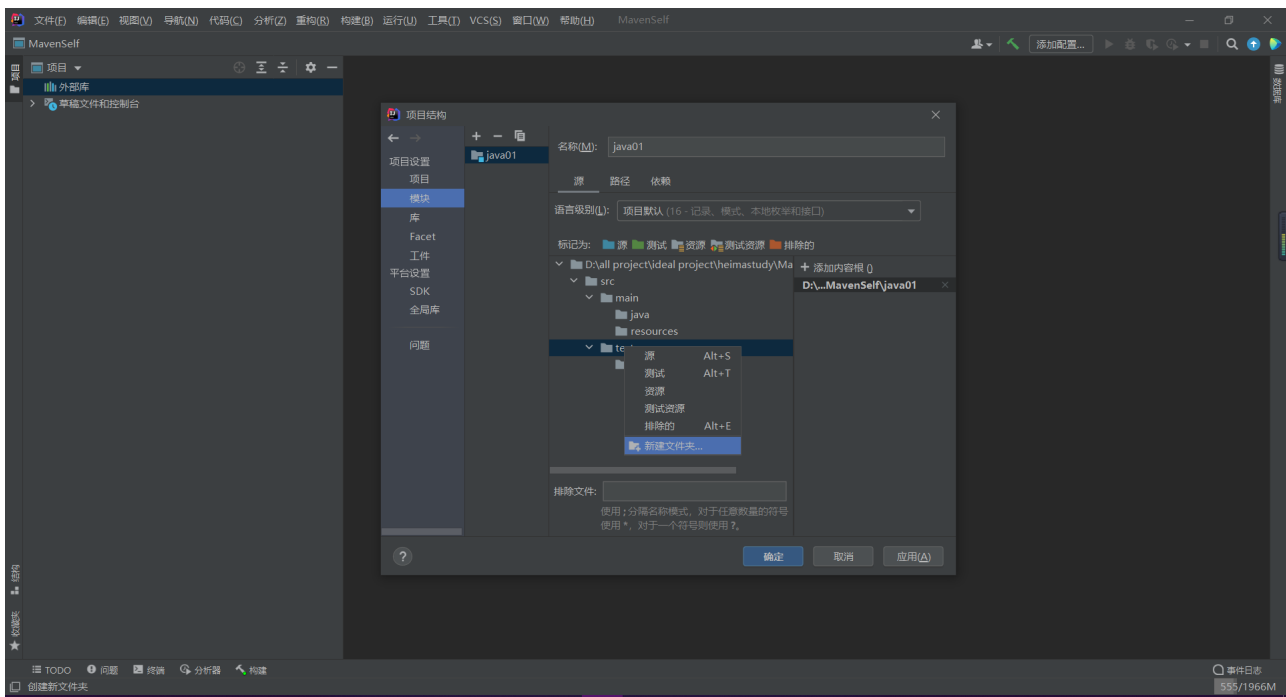 文件(F) 编辑(E) 视图(V) 导航(N) 代码(C) 分析(Z) 重构(R) 构建(B) 运行(U) 工具(T) VCS(S) 窗口(W) 帮助(H) MavenSelf
MavenSelf
添加配置...
项目
项目
外部库
草稿文件和控制台
数据库
项目结构
项目设置
项目
模块
库
Facet
工件
平台设置
SDK
全局库
问题
java01
名称(M): java01
源 路径 依赖
语言级别(L): 项目默认 (16 - 记录、模式、本地枚举和接口)
标记为: 源 测试 资源 测试资源 排除的
D:\all project\ideal project\heimastudy\Ma
src
main
java
resources
te
源 Alt+S
测试 Alt+T
资源
测试资源
排除的 Alt+E
新建文件夹...
+ 添加内容根 ()
D:\...MavenSelf\java01
排除文件:
使用 ; 分隔名称模式，对于任意数量的符号
使用 *，对于一个符号则使用 ?。
?
确定 取消 应用(A)
结构
收藏夹
TODO 问题 终端 分析器 构建
事件日志
创建新文件夹
555/1966M